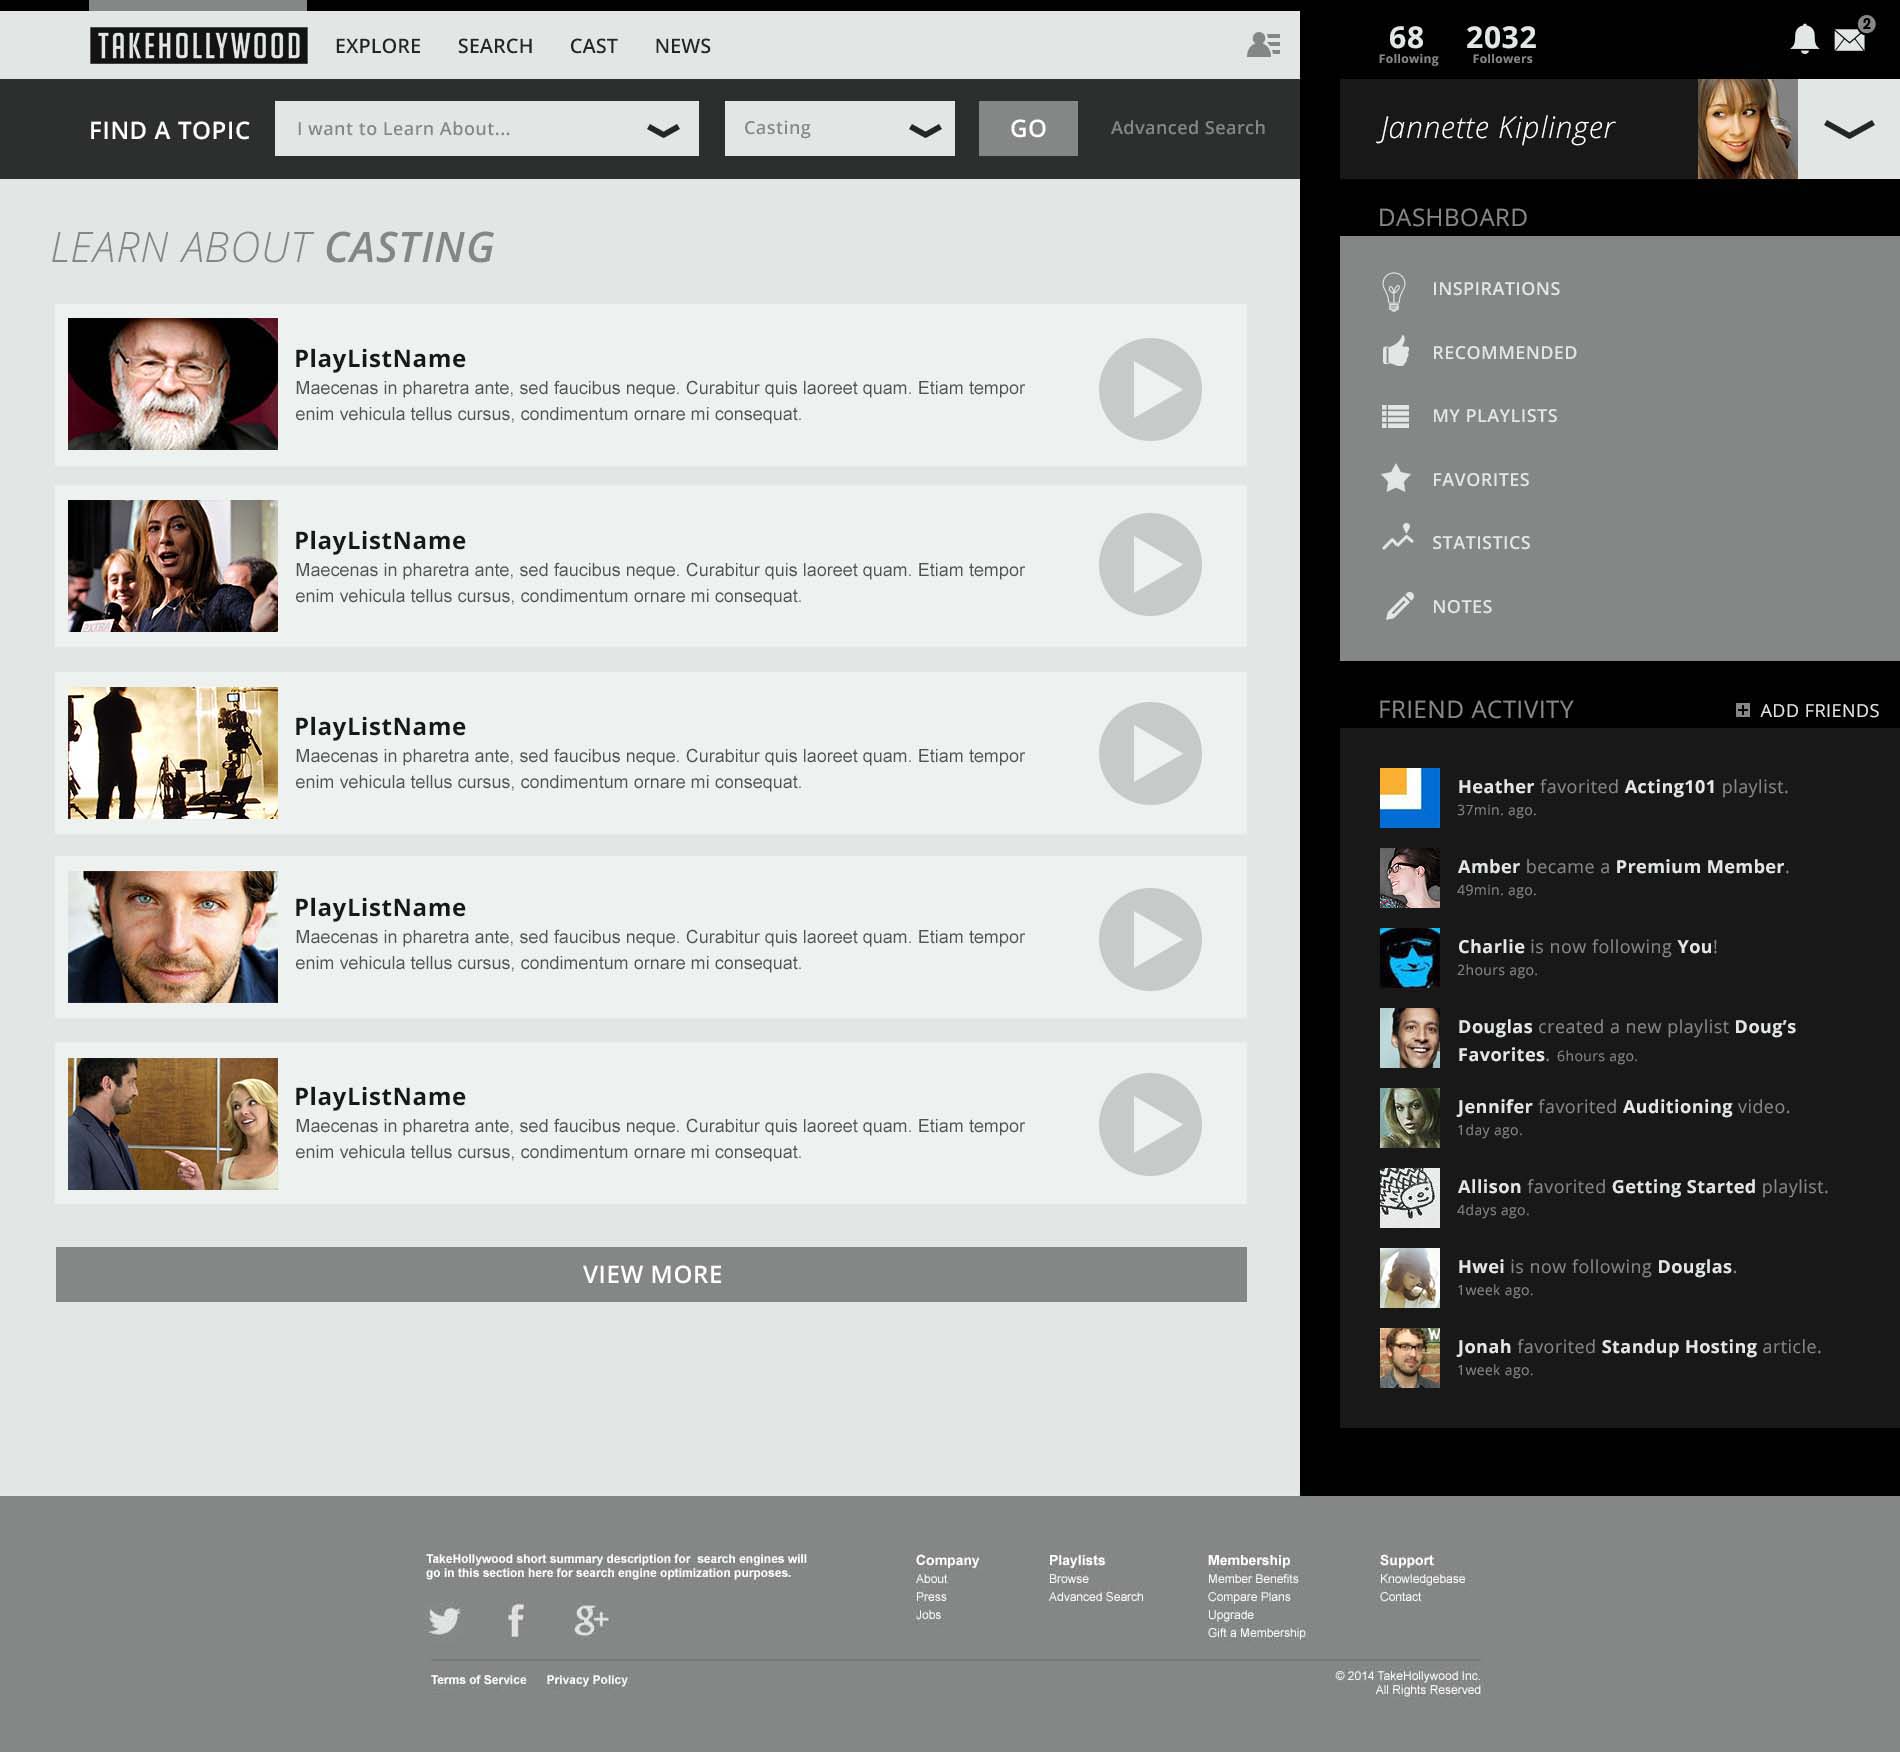 TAKEHOLLYWOOD
EXPLORE
SEARCH
CAST
NEWS
68
Following
2032
Followers
2
FIND A TOPIC
I want to Learn About...
Casting
GO
Advanced Search
Jannette Kiplinger
LEARN ABOUT CASTING
PlayListName
Maecenas in pharetra ante, sed faucibus neque. Curabitur quis laoreet quam. Etiam tempor
enim vehicula tellus cursus, condimentum ornare mi consequat.
PlayListName
Maecenas in pharetra ante, sed faucibus neque. Curabitur quis laoreet quam. Etiam tempor
enim vehicula tellus cursus, condimentum ornare mi consequat.
EXTRA
PlayListName
Maecenas in pharetra ante, sed faucibus neque. Curabitur quis laoreet quam. Etiam tempor
enim vehicula tellus cursus, condimentum ornare mi consequat.
PlayListName
Maecenas in pharetra ante, sed faucibus neque. Curabitur quis laoreet quam. Etiam tempor
enim vehicula tellus cursus, condimentum ornare mi consequat.
PlayListName
Maecenas in pharetra ante, sed faucibus neque. Curabitur quis laoreet quam. Etiam tempor
enim vehicula tellus cursus, condimentum ornare mi consequat.
VIEW MORE
DASHBOARD
INSPIRATIONS
RECOMMENDED
MY PLAYLISTS
FAVORITES
STATISTICS
NOTES
FRIEND ACTIVITY
ADD FRIENDS
Heather favorited Acting101 playlist.
37min. ago.
Amber became a Premium Member.
49min. ago.
Charlie is now following You!
2hours ago.
Douglas created a new playlist Doug's
Favorites. 6hours ago.
Jennifer favorited Auditioning video.
1day ago.
Allison favorited Getting Started playlist.
4days ago.
Hwei is now following Douglas.
1week ago.
Jonah favorited Standup Hosting article.
1week ago.
TakeHollywood short summary description for search engines will
go in this section here for search engine optimization purposes.
g+
Company
About
Press
Jobs
Playlists
Browse
Advanced Search
Membership
Member Benefits
Compare Plans
Upgrade
Gift a Membership
Support
Knowledgebase
Contact
Terms of Service
Privacy Policy
© 2014 TakeHollywood Inc.
All Rights Reserved